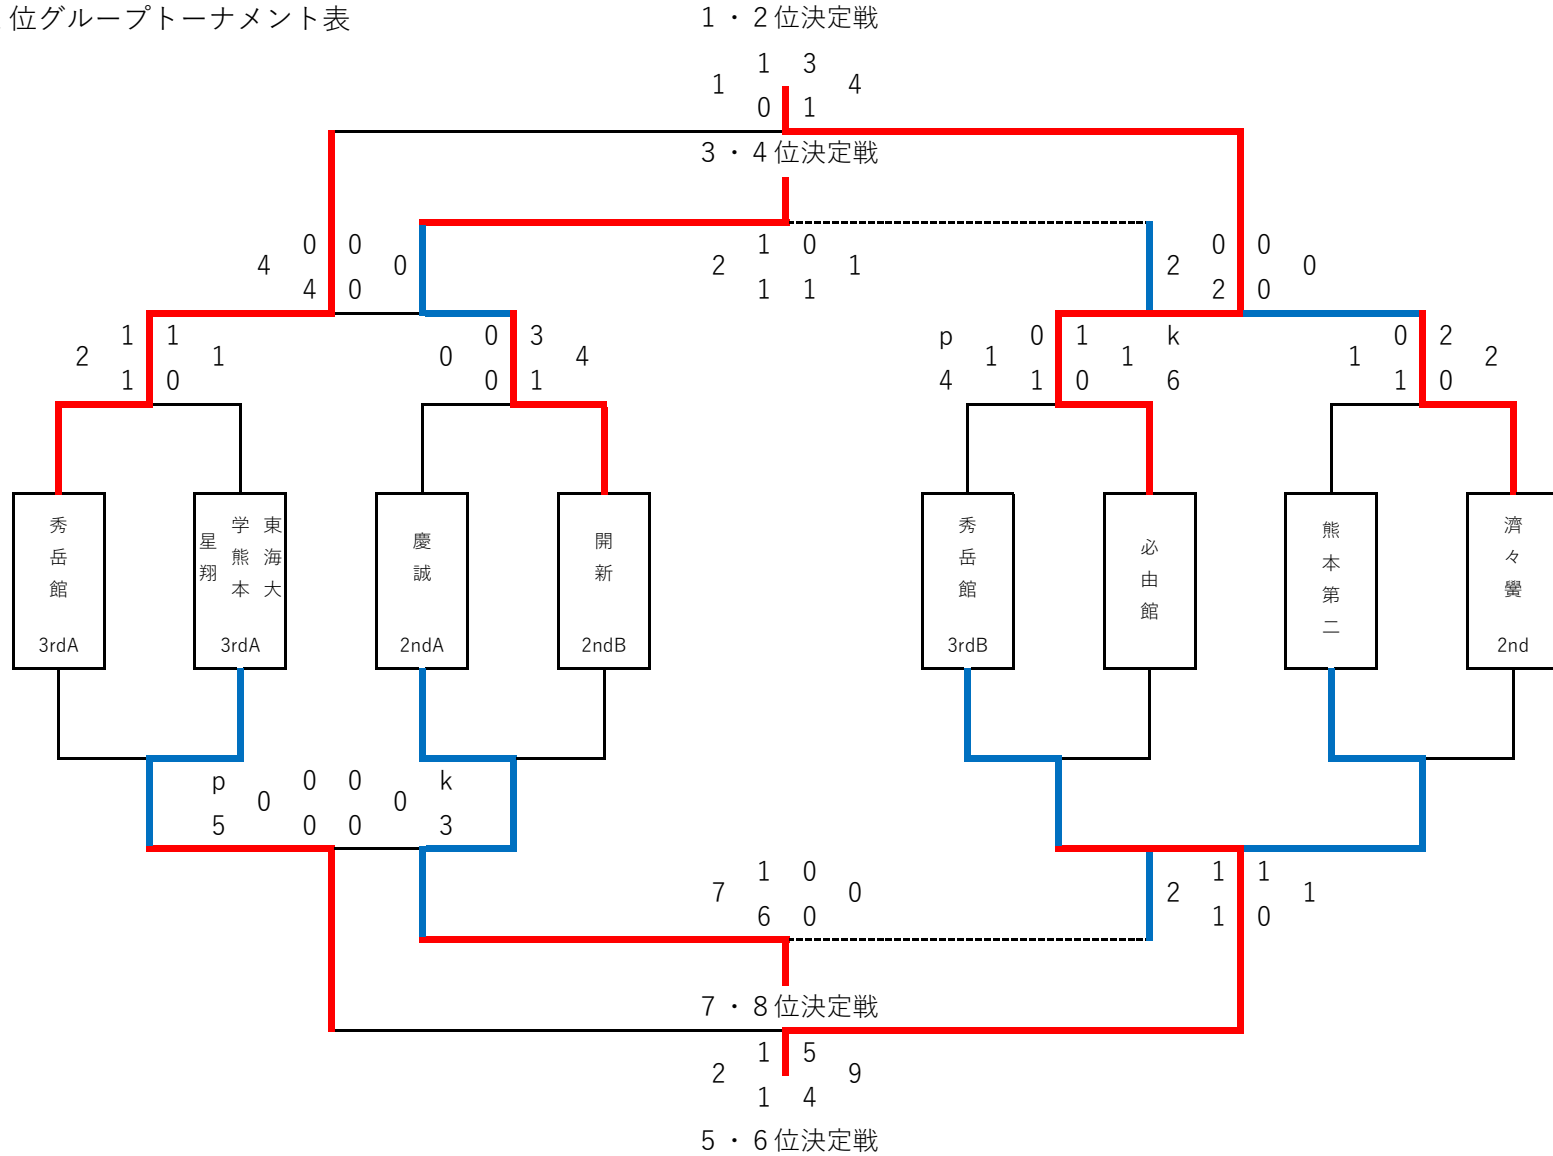 位グループトーナメント表
１・２位決定戦
1 3
1 4
0 1
３・４位決定戦
0 0 1 0 0 0
4 0 2 1 2 0
4 0 1 1 2 0
1 1 0 3 p 0 1 k 0 2
2 1 0 4 1 1 1 2
1 0 0 1 4 1 0 6 1 0
秀岳館
3rdA
東海大
学熊本
星翔
3rdA
慶誠
2ndA
開新
2ndB
秀岳館
3rdB
必由館
熊本第二
濟々黌
2nd
p 0 0 k
0 0
5 0 0 3
1 0 1 1
7 0 2 1
6 0 1 0
７・８位決定戦
1 5
2 9
1 4
５・６位決定戦